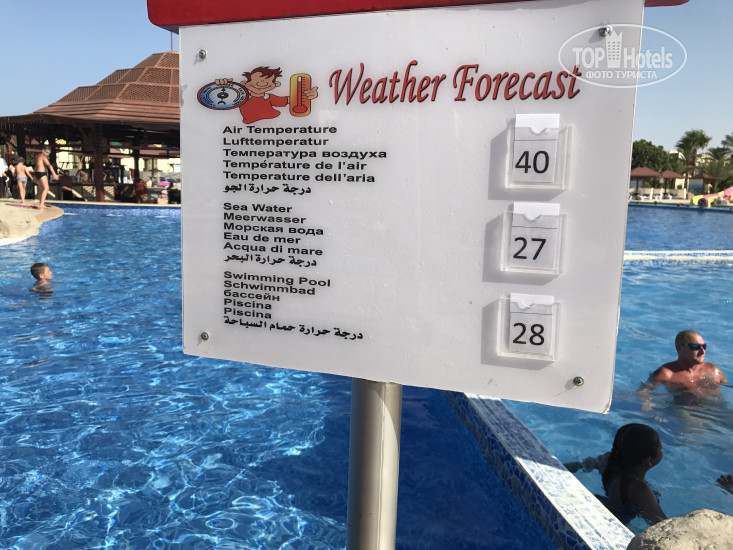 TOPHotels
ФОТО ТУРИСТА
Weather Forecast
Air Temperature
Lufttemperatur
Температура воздуха
Température de l'air
Temperature dell'aria
درجة حرارة الجو
40
Sea Water
Meerwasser
Морская вода
Eau de mer
Acqua di mare
درجة حرارة البحر
27
Swimming Pool
Schwimmbad
бассейн
Piscina
Piscina
درجة حرارة حمام السباحة
28